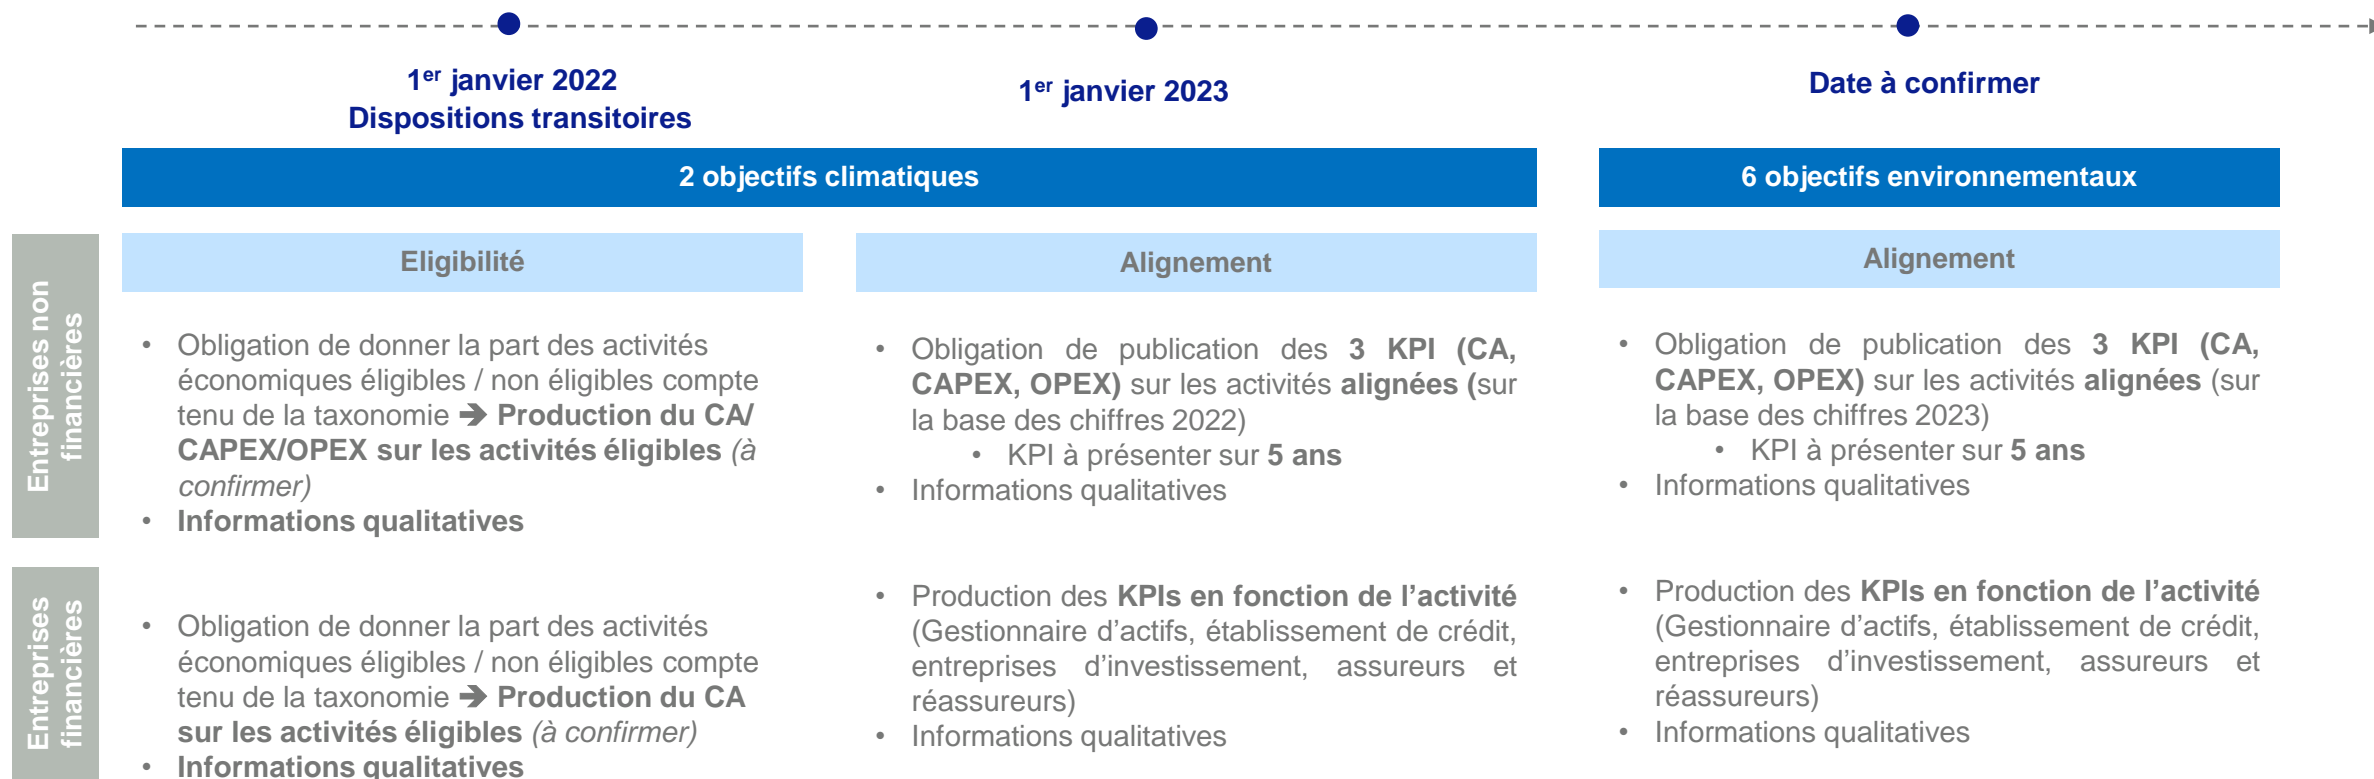 1er janvier 2022
Dispositions transitoires
1er janvier 2023
Date à confirmer
2 objectifs climatiques
6 objectifs environnementaux
Entreprises non
financières
Eligibilité
Alignement
Alignement
• Obligation de donner la part des activités
économiques éligibles / non éligibles compte
tenu de la taxonomie ➔ Production du CA/
CAPEX/OPEX sur les activités éligibles (à
confirmer)
• Informations qualitatives
• Obligation de publication des 3 KPI (CA,
CAPEX, OPEX) sur les activités alignées (sur
la base des chiffres 2022)
• KPI à présenter sur 5 ans
• Informations qualitatives
• Obligation de publication des 3 KPI (CA,
CAPEX, OPEX) sur les activités alignées (sur
la base des chiffres 2023)
• KPI à présenter sur 5 ans
• Informations qualitatives
Entreprises
financières
• Obligation de donner la part des activités
économiques éligibles / non éligibles compte
tenu de la taxonomie ➔ Production du CA
sur les activités éligibles (à confirmer)
• Informations qualitatives
• Production des KPIs en fonction de l’activité
(Gestionnaire d’actifs, établissement de crédit,
entreprises d’investissement, assureurs et
réassureurs)
• Informations qualitatives
• Production des KPIs en fonction de l’activité
(Gestionnaire d’actifs, établissement de crédit,
entreprises d’investissement, assureurs et
réassureurs)
• Informations qualitatives